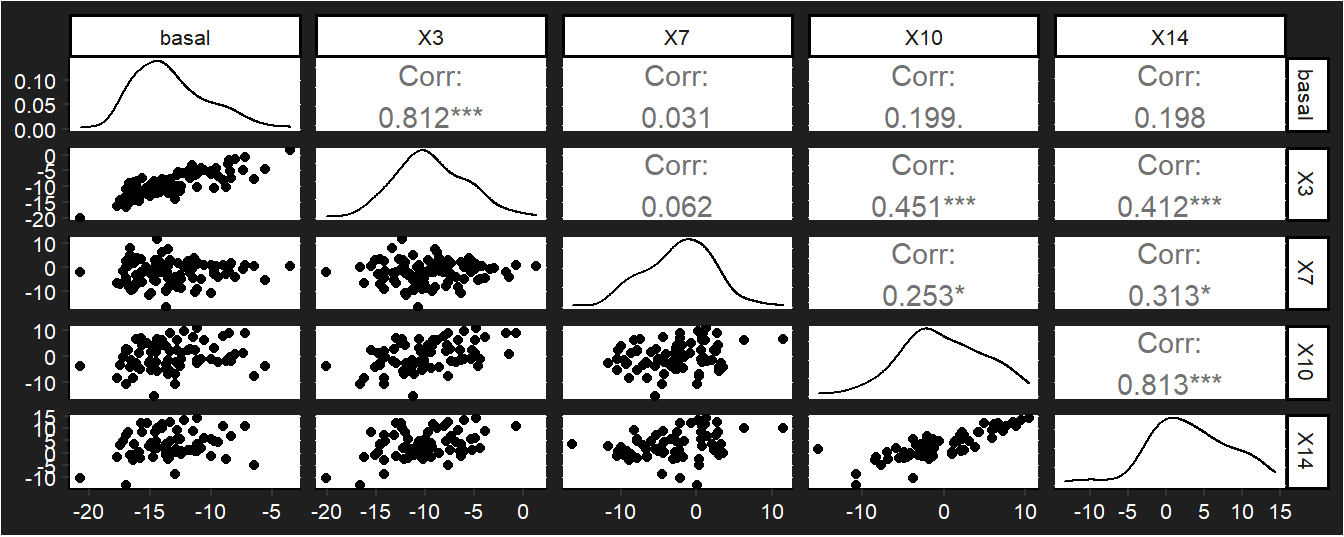 basal X3 X7 X10 X14
0.10
0.05
0.00
Corr:
0.812***
Corr:
0.031
Corr:
0.199.
Corr:
0.198
basal
0
-5
-10
-15
-20
Corr:
0.062
Corr:
0.451***
Corr:
0.412***
X3
10
0
-10
Corr:
0.253*
Corr:
0.313*
X7
10
0
-10
Corr:
0.813***
X10
15
10
5
0
-5
-10
X14
-20 -15 -10 -5 -20 -10 0 -10 0 10 -10 0 10 -10 -5 0 5 10 15